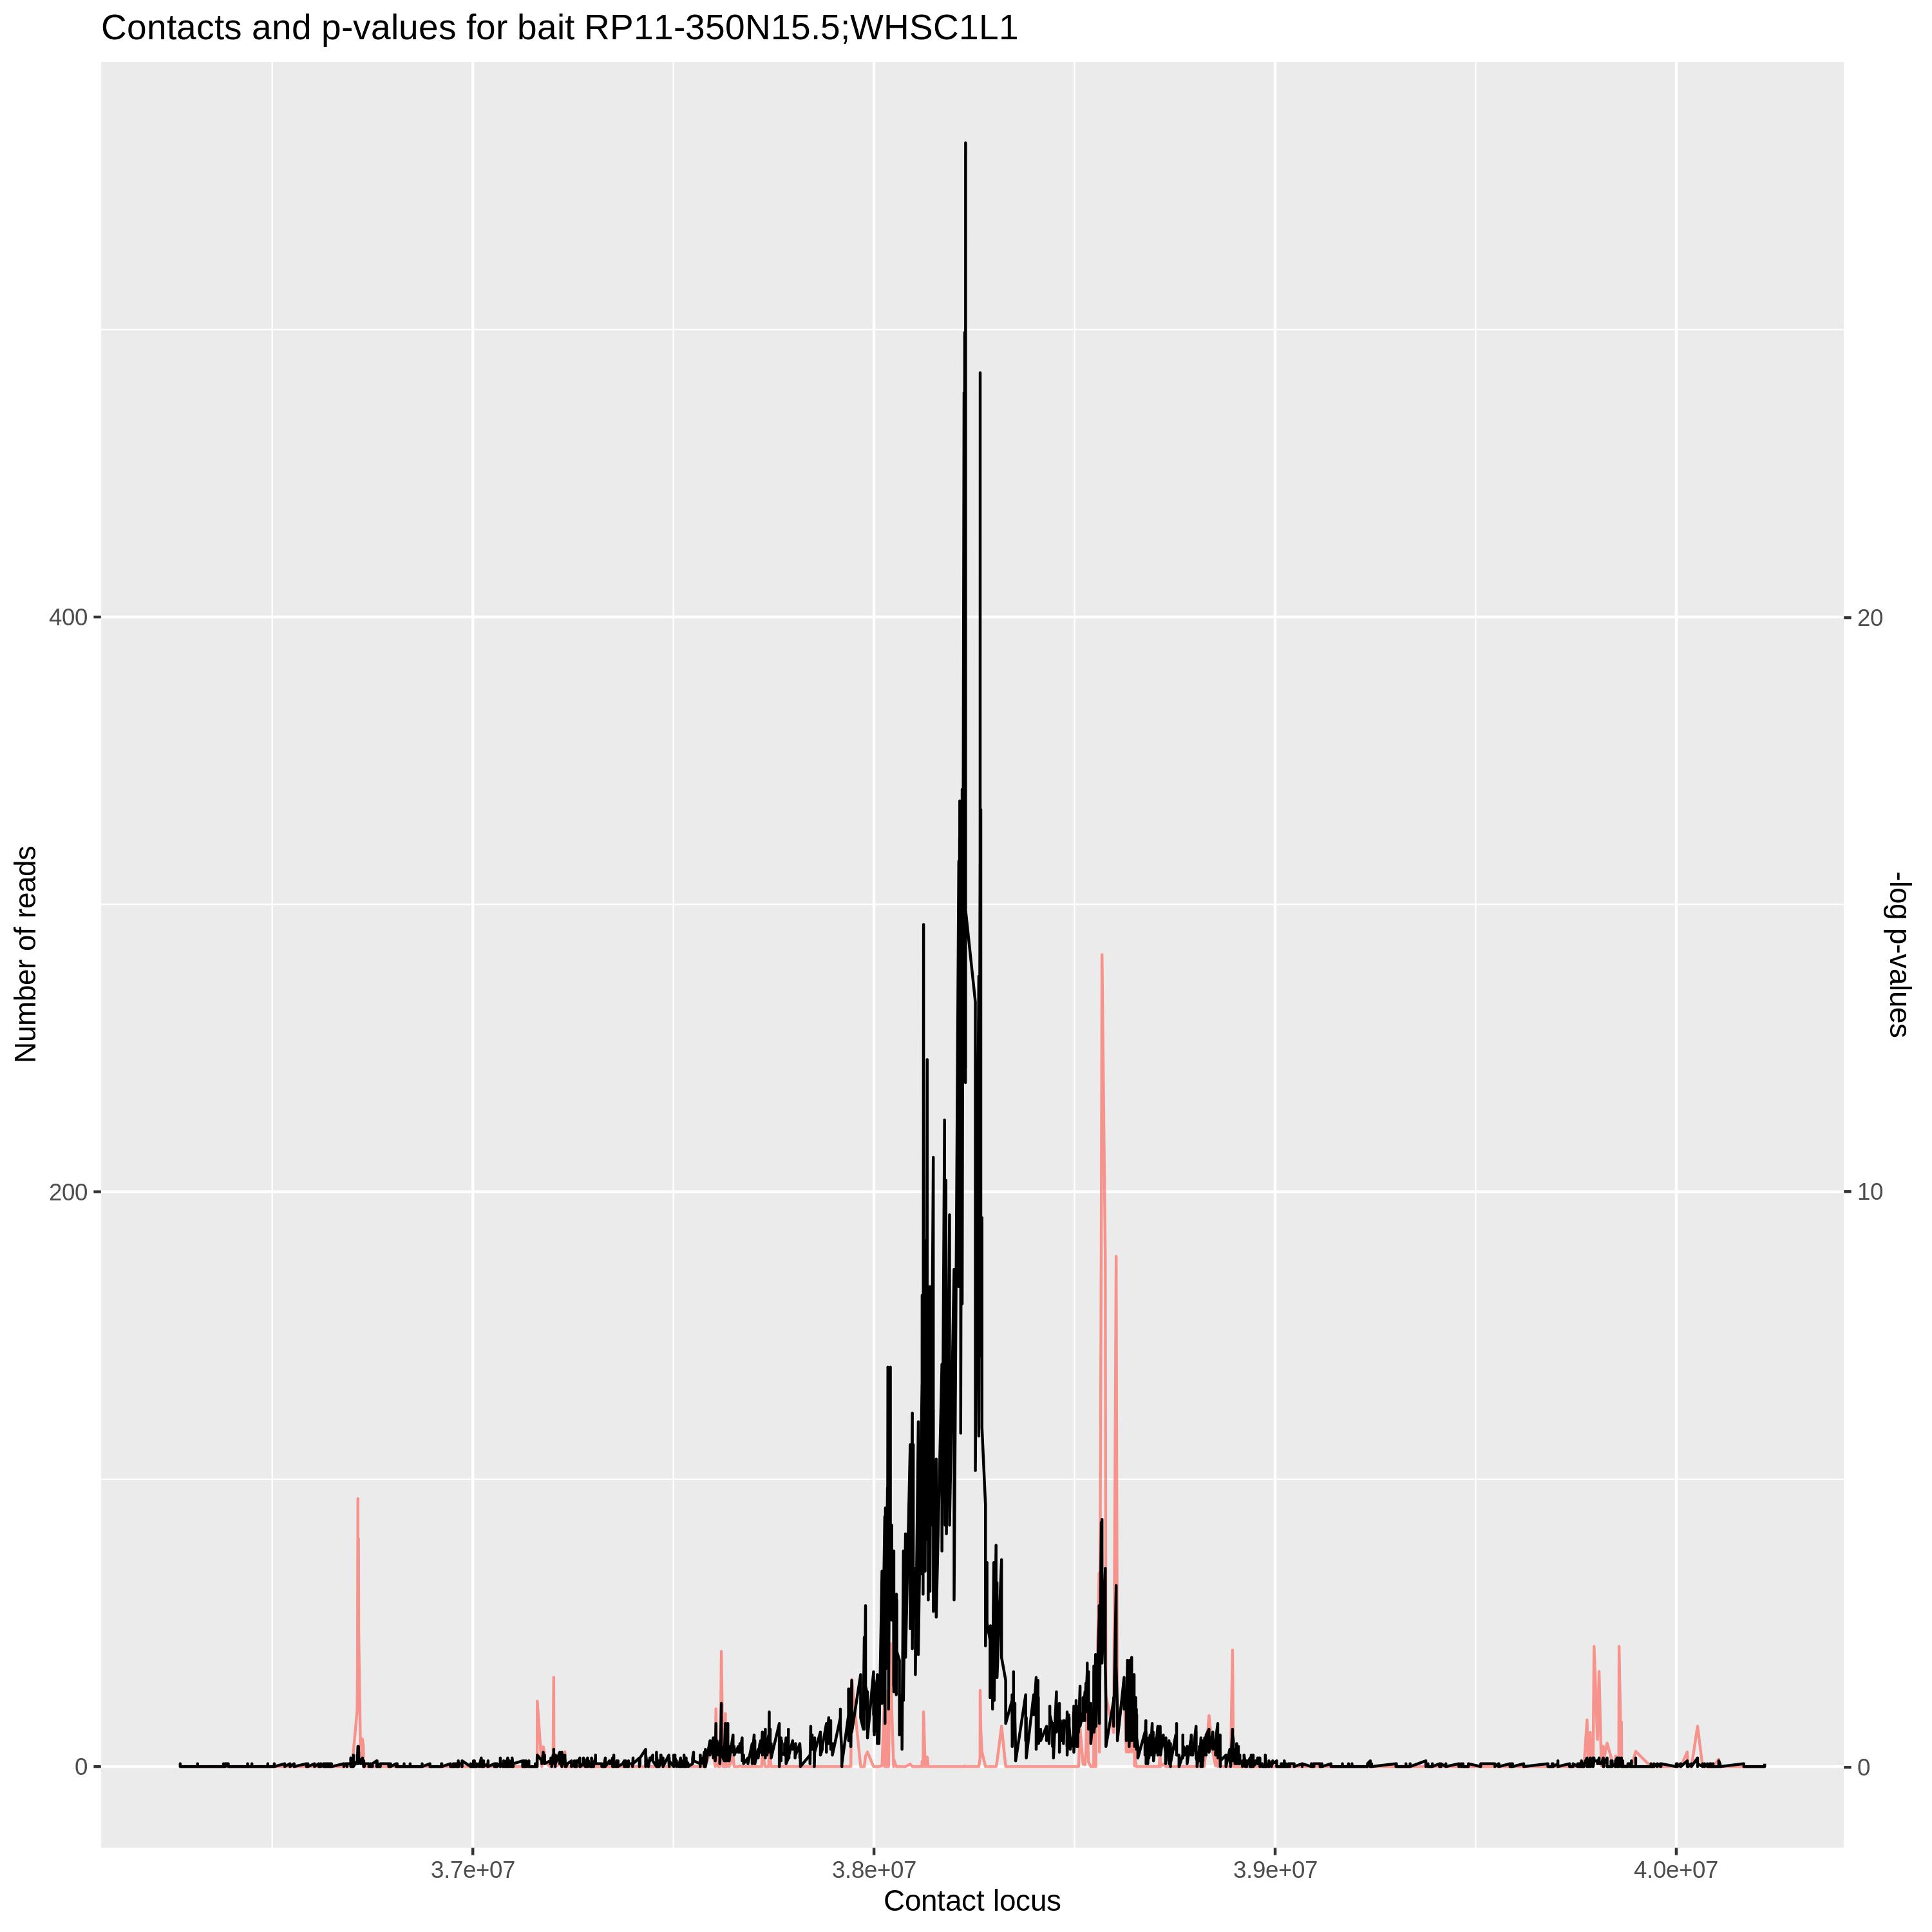 Contacts and p-values for bait RP11-350N15.5;WHSC1L1
Number of reads
400
200
0
20
10
0
-log p-values
3.7e+07
3.8e+07
3.9e+07
4.0e+07
Contact locus